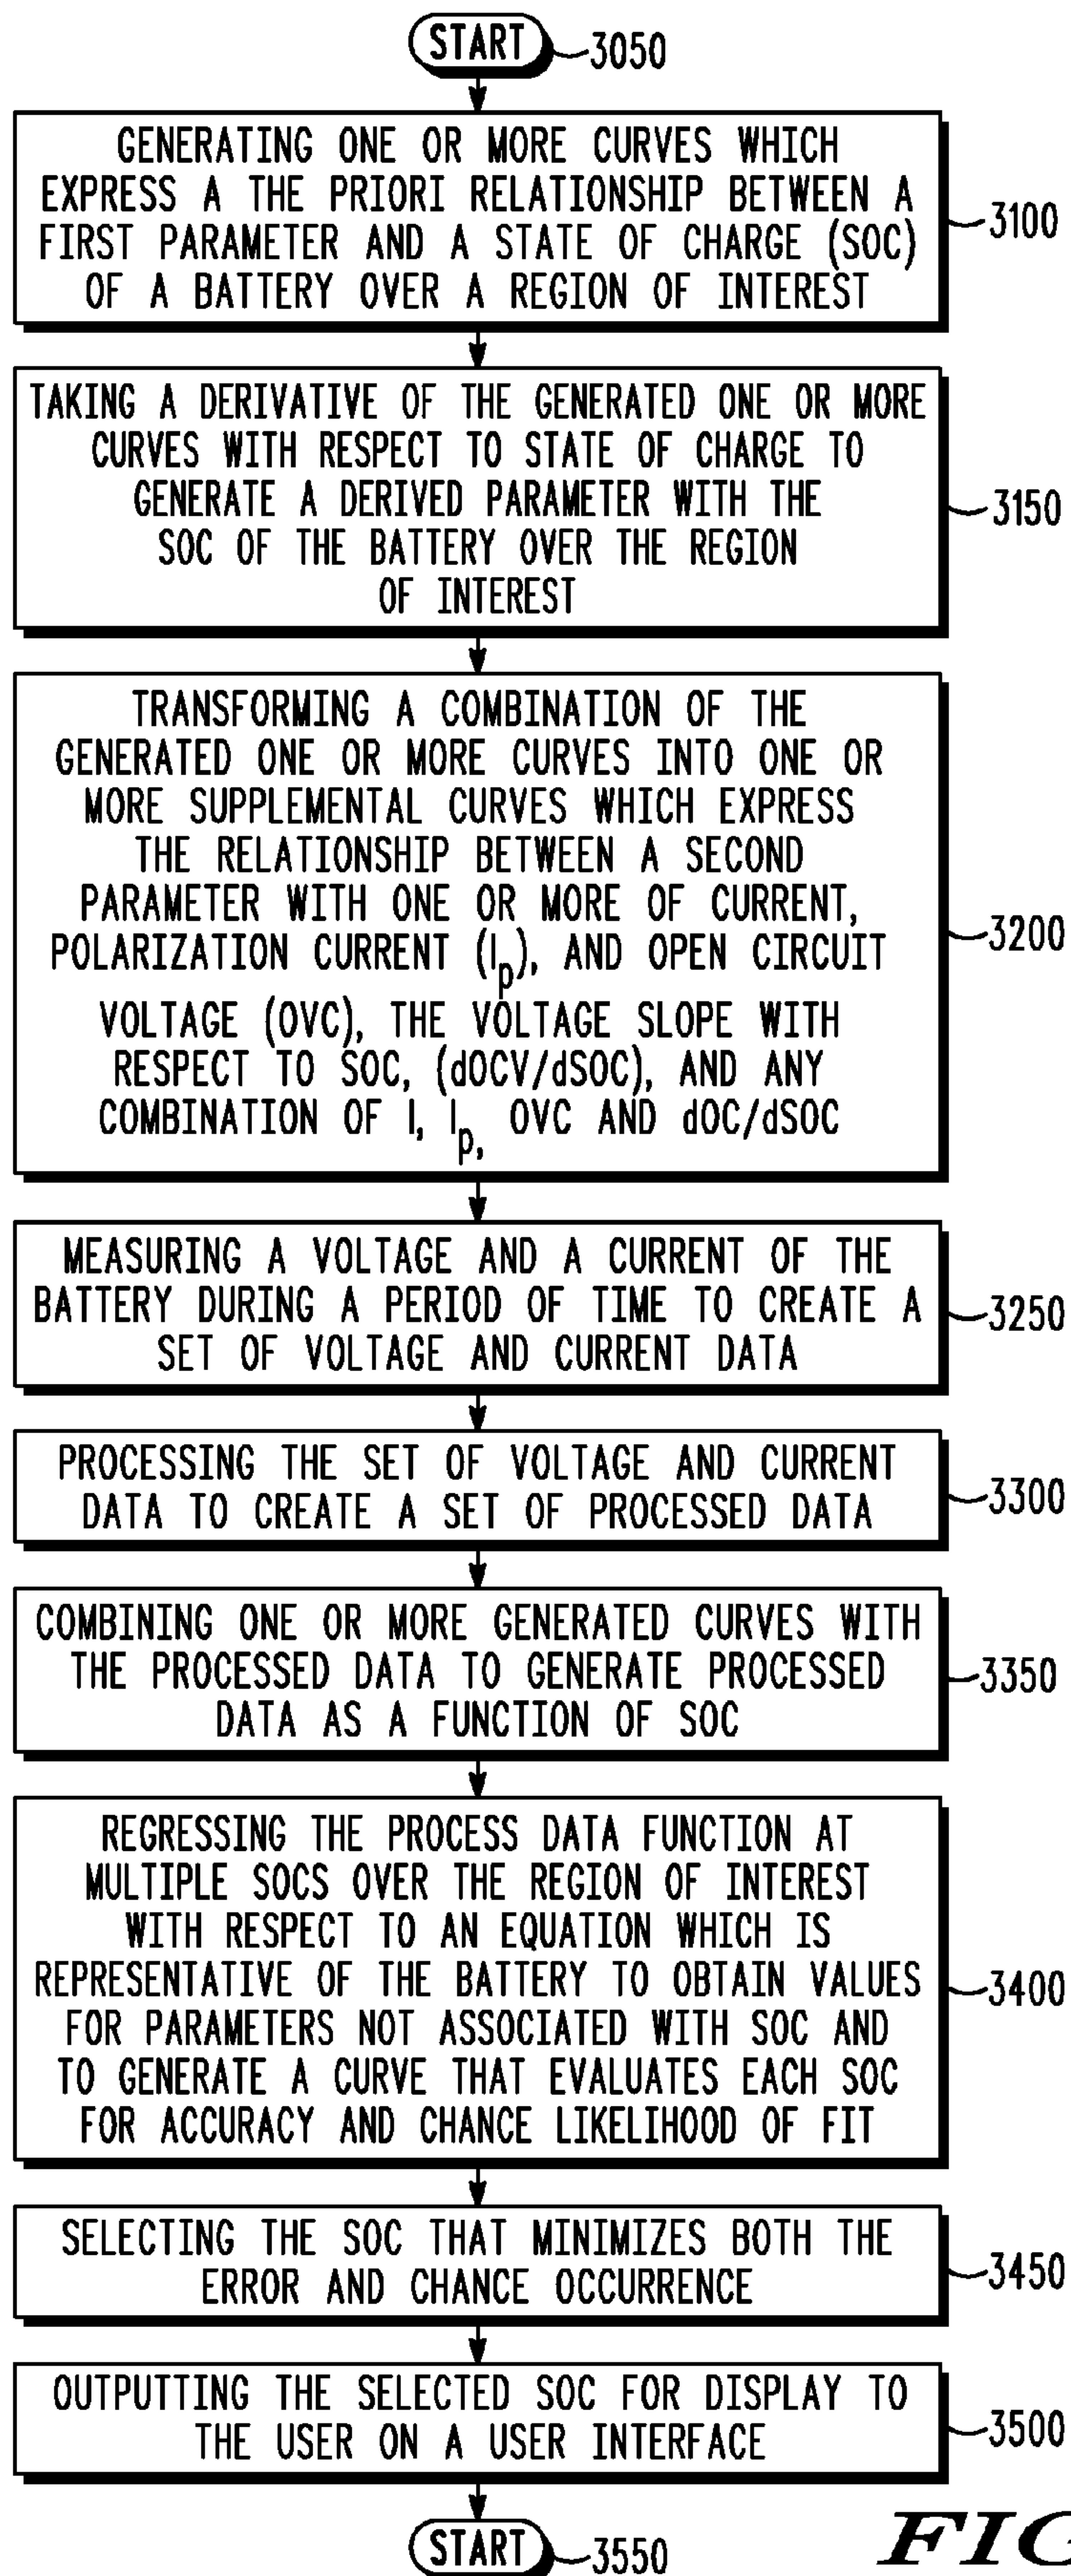 START
3050
GENERATING ONE OR MORE CURVES WHICH
EXPRESS A THE PRIORI RELATIONSHIP BETWEEN A
FIRST PARAMETER AND A STATE OF CHARGE (SOC)
OF A BATTERY OVER A REGION OF INTEREST
3100
TAKING A DERIVATIVE OF THE GENERATED ONE OR MORE
CURVES WITH RESPECT TO STATE OF CHARGE TO
GENERATE A DERIVED PARAMETER WITH THE
SOC OF THE BATTERY OVER THE REGION
OF INTEREST
3150
TRANSFORMING A COMBINATION OF THE
GENERATED ONE OR MORE CURVES INTO ONE OR
MORE SUPPLEMENTAL CURVES WHICH EXPRESS
THE RELATIONSHIP BETWEEN A SECOND
PARAMETER WITH ONE OR MORE OF CURRENT,
POLARIZATION CURRENT (Ip), AND OPEN CIRCUIT
VOLTAGE (OVC), THE VOLTAGE SLOPE WITH
RESPECT TO SOC, (dOCV/dSOC), AND ANY
COMBINATION OF I, Ip, OVC AND dOC/dSOC
3200
MEASURING A VOLTAGE AND A CURRENT OF THE
BATTERY DURING A PERIOD OF TIME TO CREATE A
SET OF VOLTAGE AND CURRENT DATA
3250
PROCESSING THE SET OF VOLTAGE AND CURRENT
DATA TO CREATE A SET OF PROCESSED DATA
3300
COMBINING ONE OR MORE GENERATED CURVES WITH
THE PROCESSED DATA TO GENERATE PROCESSED
DATA AS A FUNCTION OF SOC
3350
REGRESSING THE PROCESS DATA FUNCTION AT
MULTIPLE SOCS OVER THE REGION OF INTEREST
WITH RESPECT TO AN EQUATION WHICH IS
REPRESENTATIVE OF THE BATTERY TO OBTAIN VALUES
FOR PARAMETERS NOT ASSOCIATED WITH SOC AND
TO GENERATE A CURVE THAT EVALUATES EACH SOC
FOR ACCURACY AND CHANCE LIKELIHOOD OF FIT
3400
SELECTING THE SOC THAT MINIMIZES BOTH THE
ERROR AND CHANCE OCCURRENCE
3450
OUTPUTTING THE SELECTED SOC FOR DISPLAY TO
THE USER ON A USER INTERFACE
3500
START
3550